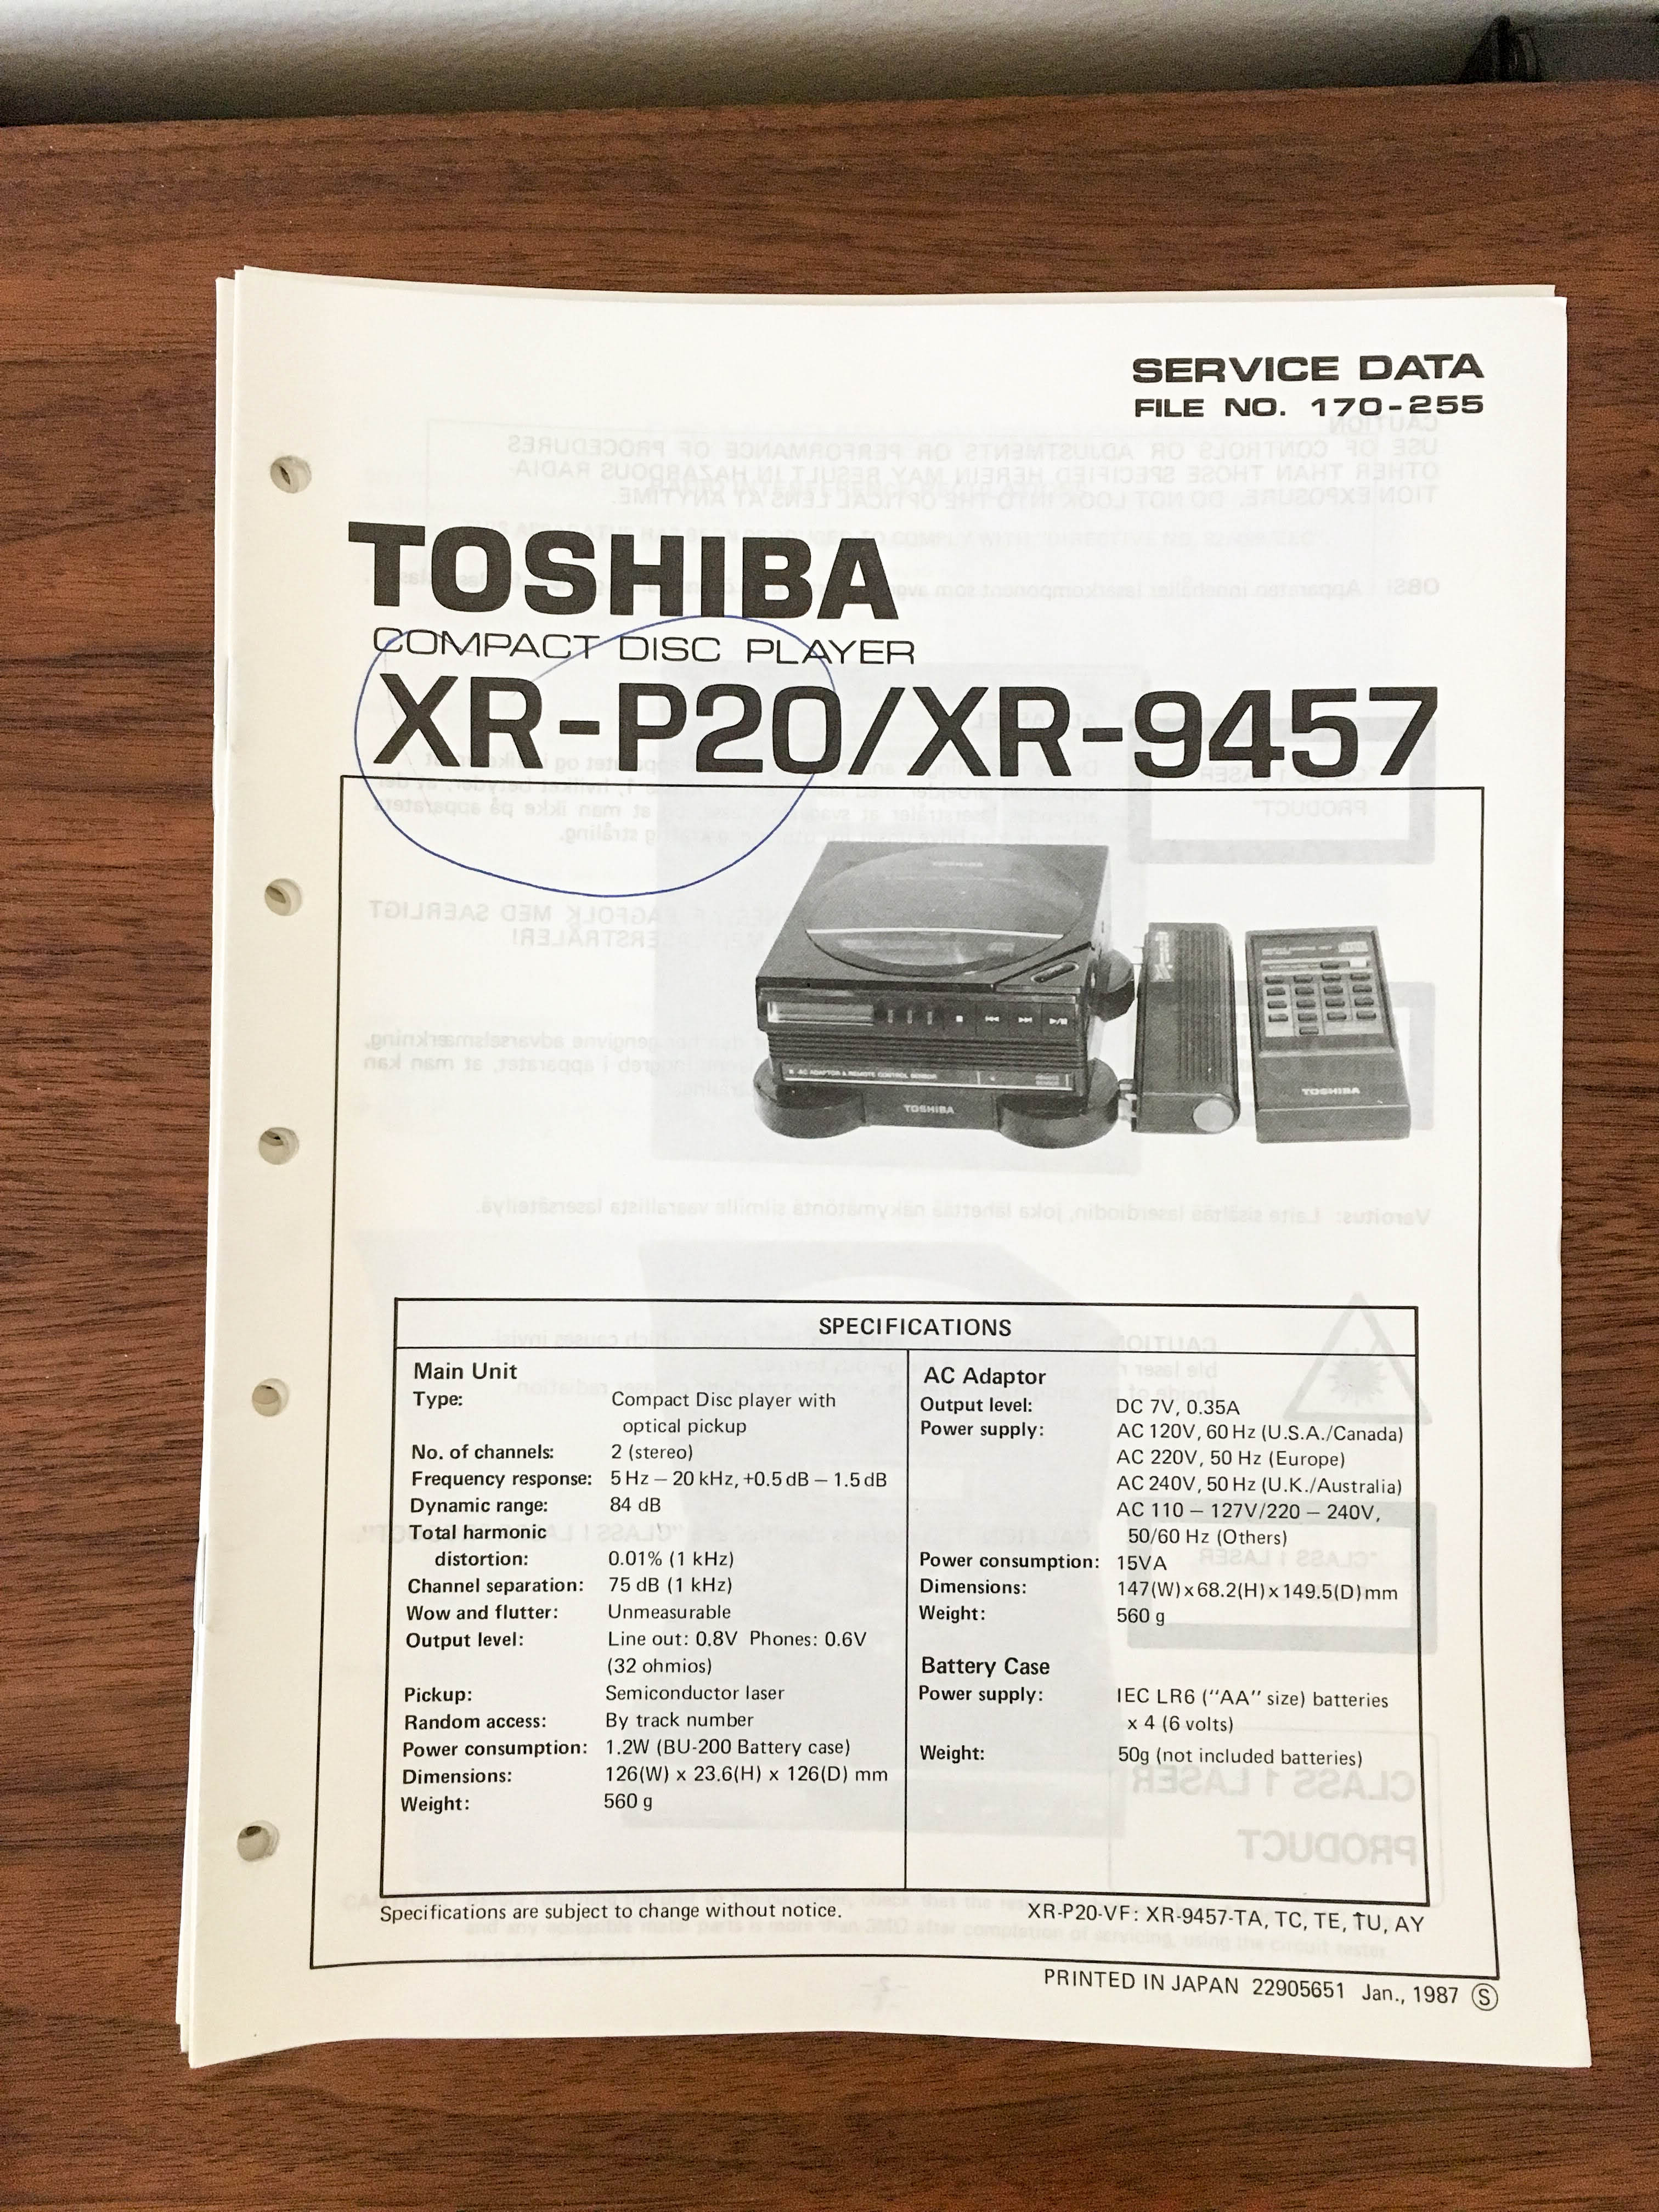 SERVICE DATA
FILE NO. 170-255
TOSHIBA
COMPACT DISC PLAYER
XR-P20/XR-9457
AC ADAPTOR & REMOTE CONTROL SENSOR
TOSHIBA
TOSHIBA
SPECIFICATIONS
Main Unit
Type: Compact Disc player with
optical pickup
No. of channels: 2 (stereo)
Frequency response: 5 Hz – 20 kHz, +0.5 dB – 1.5 dB
Dynamic range: 84 dB
Total harmonic
distortion: 0.01% (1 kHz)
Channel separation: 75 dB (1 kHz)
Wow and flutter: Unmeasurable
Output level: Line out: 0.8V Phones: 0.6V
(32 ohmios)
Pickup: Semiconductor laser
Random access: By track number
Power consumption: 1.2W (BU-200 Battery case)
Dimensions: 126(W) x 23.6(H) x 126(D) mm
Weight: 560 g
AC Adaptor
Output level: DC 7V, 0.35A
Power supply: AC 120V, 60 Hz (U.S.A./Canada)
AC 220V, 50 Hz (Europe)
AC 240V, 50 Hz (U.K./Australia)
AC 110 – 127V/220 – 240V,
50/60 Hz (Others)
Power consumption: 15VA
Dimensions: 147(W)x68.2(H)x149.5(D)mm
Weight: 560 g
Battery Case
Power supply: IEC LR6 ("AA" size) batteries
x 4 (6 volts)
Weight: 50g (not included batteries)
Specifications are subject to change without notice.
XR-P20-VF: XR-9457-TA, TC, TE, TU, AY
PRINTED IN JAPAN 22905651 Jan., 1987 Ⓢ